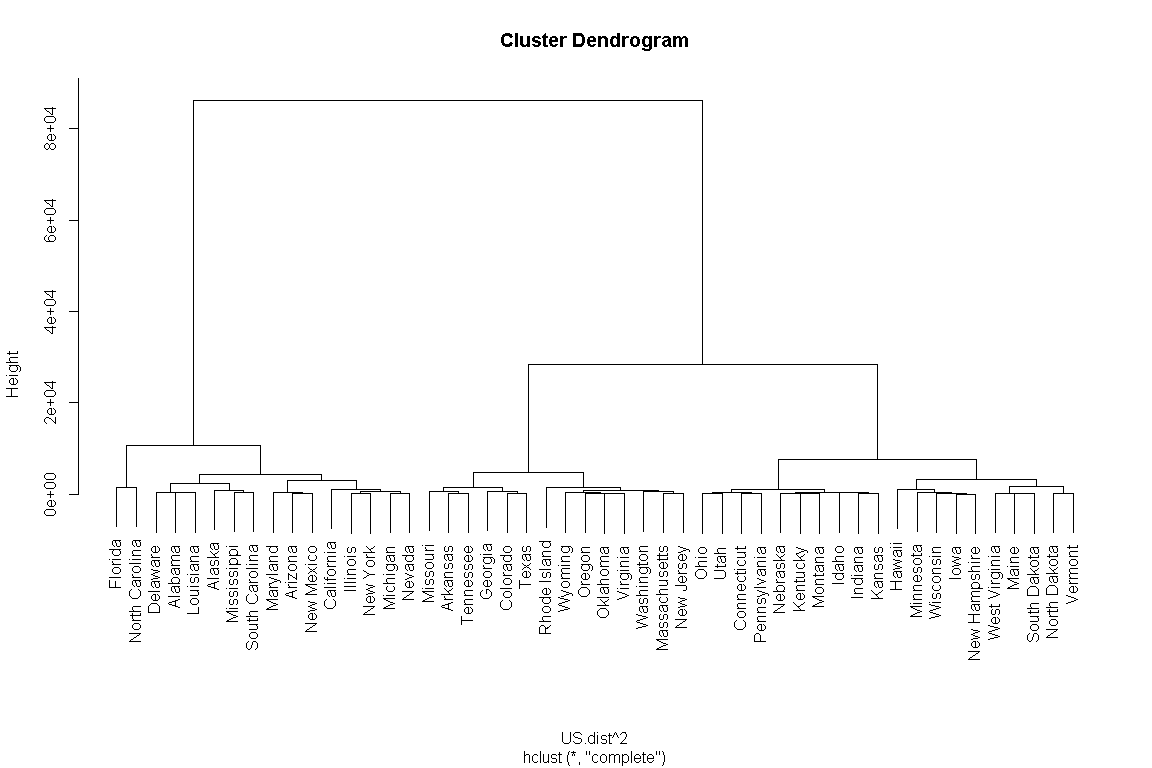 Cluster Dendrogram
Height
0e+00
2e+04
4e+04
6e+04
8e+04
Florida
North Carolina
Delaware
Alabama
Louisiana
Alaska
Mississippi
South Carolina
Maryland
Arizona
New Mexico
California
Illinois
New York
Michigan
Nevada
Missouri
Arkansas
Tennessee
Georgia
Colorado
Texas
Rhode Island
Wyoming
Oregon
Oklahoma
Virginia
Washington
Massachusetts
New Jersey
Ohio
Utah
Connecticut
Pennsylvania
Nebraska
Kentucky
Montana
Idaho
Indiana
Kansas
Hawaii
Minnesota
Wisconsin
Iowa
New Hampshire
West Virginia
Maine
South Dakota
North Dakota
Vermont
US.dist^2
hclust (*, "complete")